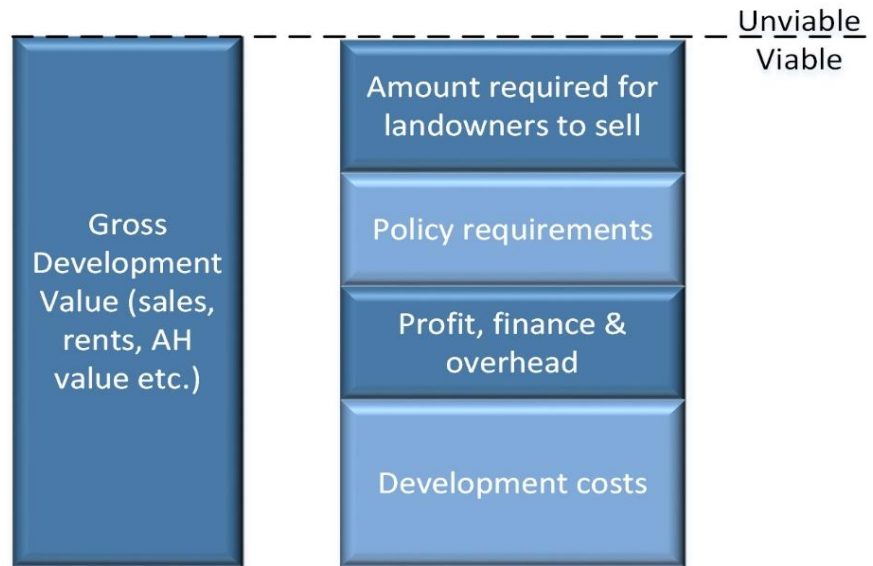 Unviable
Viable
Gross
Development
Value (sales,
rents, AH
value etc.)
Amount required for
landowners to sell
Policy requirements
Profit, finance &
overhead
Development costs